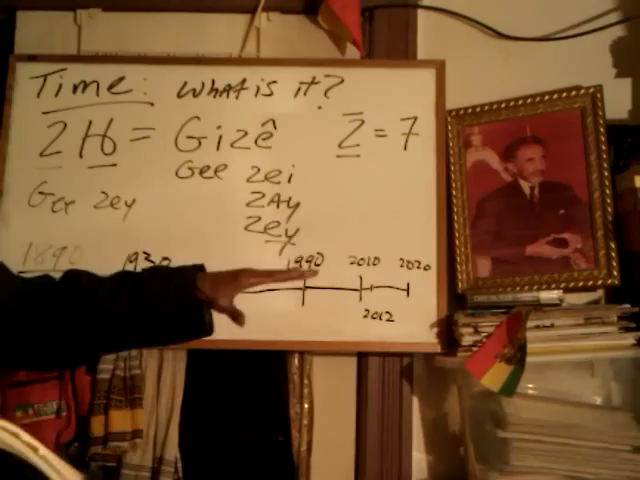 Time: What is it?
ጊዜ = Gizê ፯ = 7
Gee zei
Gee zey zAy
zey
1890 1930 1990 2010 2020
2012